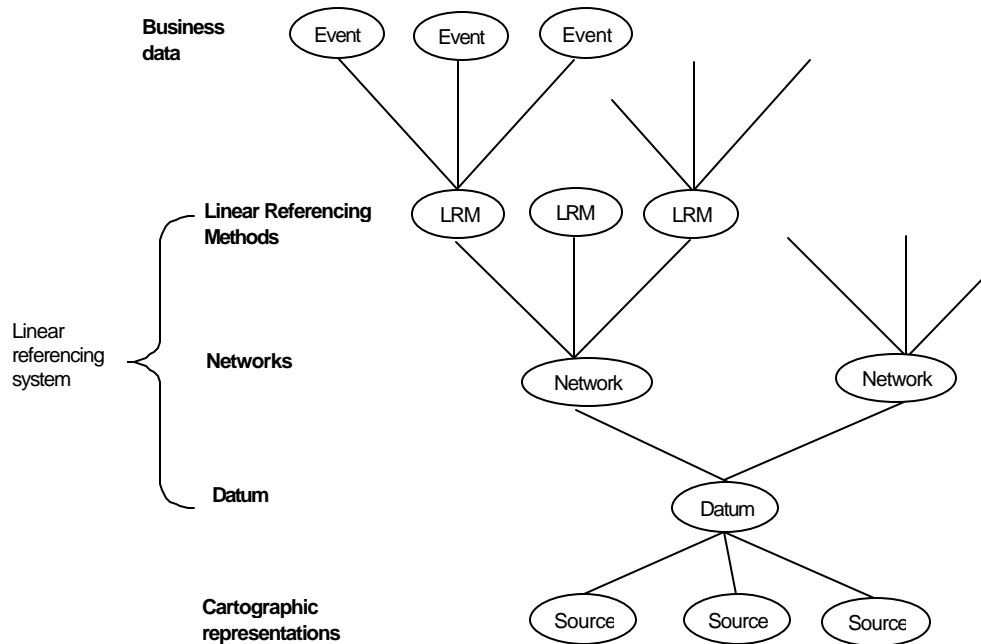 Business
data
Event Event Event
Linear Referencing
Methods
LRM LRM LRM
Linear
referencing
system
Networks
Network Network
Datum
Datum
Cartographic
representations
Source Source Source